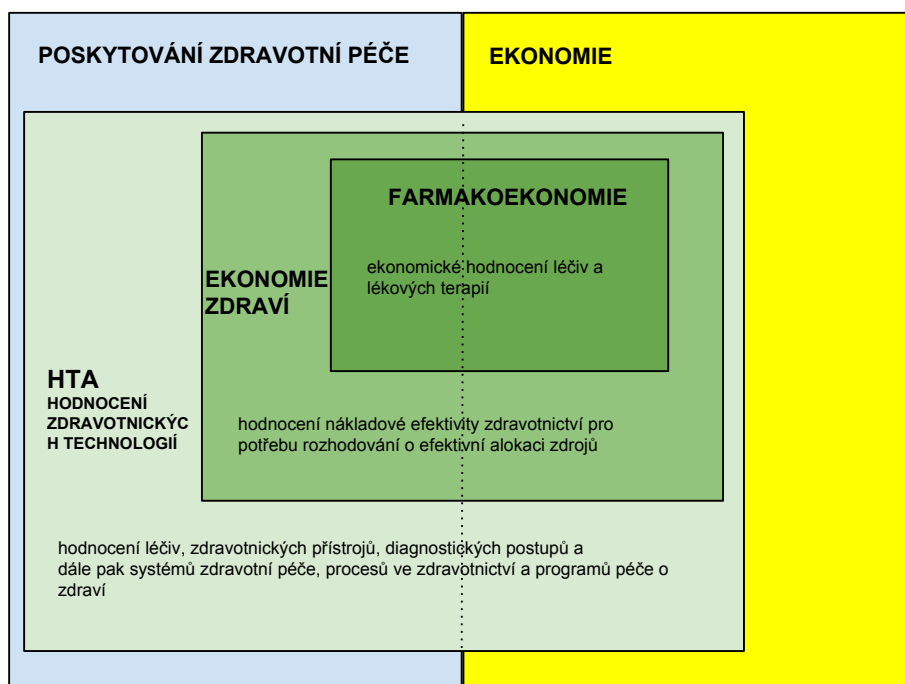 POSKYTOVÁNÍ ZDRAVOTNÍ PÉČE
EKONOMIE
FARMAKOEKONOMIE
ekonomické hodnocení léčiv a
lékových terapií
EKONOMIE
ZDRAVÍ
HTA
HODNOCENÍ
ZDRAVOTNICKÝC
H TECHNOLOGIÍ
hodnocení nákladové efektivity zdravotnictví pro
potřebu rozhodování o efektivní alokaci zdrojů
hodnocení léčiv, zdravotnických přístrojů, diagnostických postupů a
dále pak systémů zdravotní péče, procesů ve zdravotnictví a programů péče o
zdraví